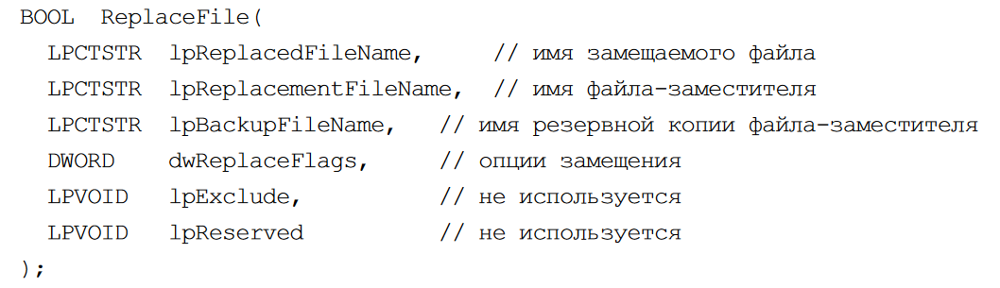 BOOL  ReplaceFile(
  LPCTSTR  lpReplacedFileName,     // имя замещаемого файла
  LPCTSTR  lpReplacementFileName,  // имя файла-заместителя
  LPCTSTR  lpBackupFileName,   // имя резервной копии файла-заместителя
  DWORD    dwReplaceFlags,     // опции замещения
  LPVOID   lpExclude,          // не используется
  LPVOID   lpReserved          // не используется
);